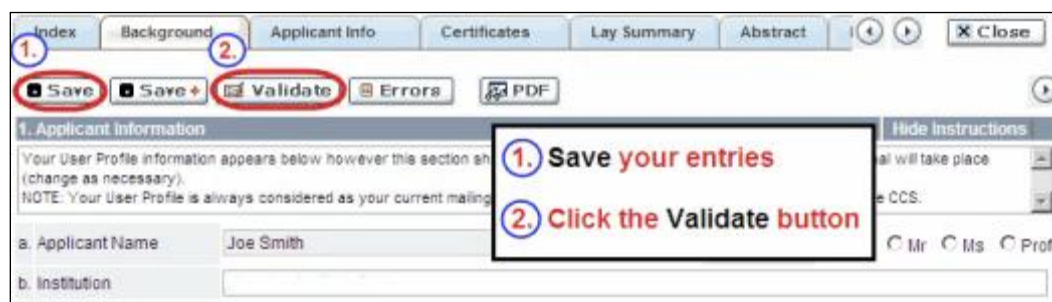 Index Background Applicant Info Certificates Lay Summary Abstract X Close
1. 2.
Save Save+ Validate Errors PDF
1. Applicant Information Hide Instructions
Your User Profile information appears below however this section sh al will take place
(change as necessary).
NOTE: Your User Profile is always considered as your current mailing e CCS.
1. Save your entries
2. Click the Validate button
a. Applicant Name Joe Smith Mr Ms Prof
b. Institution